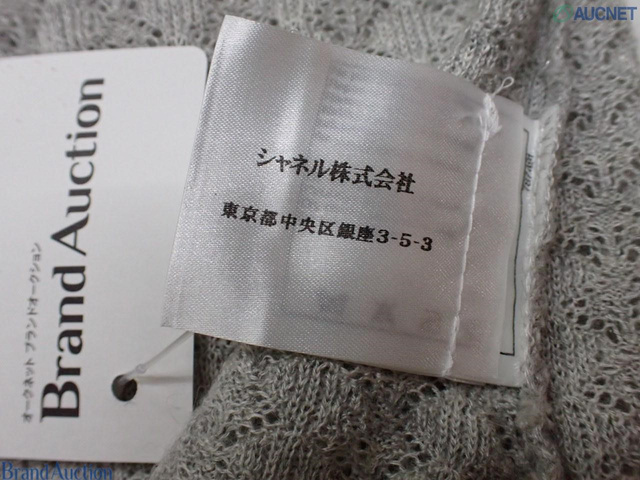 AUCNET
シャネル株式会社
東京都中央区銀座3-5-3
オークネット ブランドオークション
Brand Auction
Brand Auction